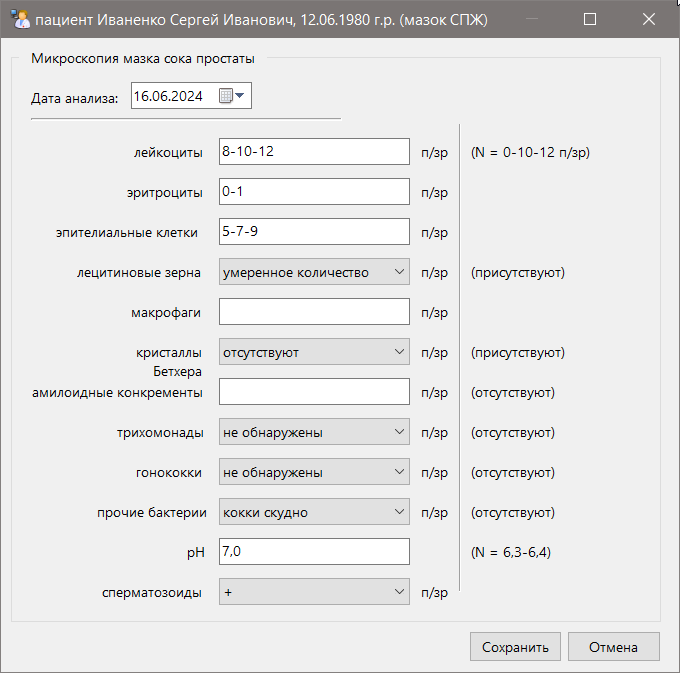 пациент Иваненко Сергей Иванович, 12.06.1980 г.р. (мазок СПЖ)
Микроскопия мазка сока простаты
Дата анализа: 16.06.2024
лейкоциты 8-10-12 п/зр (N = 0-10-12 п/зр)
эритроциты 0-1 п/зр
эпителиальные клетки 5-7-9 п/зр
лецитиновые зерна умеренное количество п/зр (присутствуют)
макрофаги п/зр
кристаллы отсутствуют п/зр (присутствуют)
Бетхера
амилоидные конкременты п/зр (отсутствуют)
трихомонады не обнаружены п/зр (отсутствуют)
гонококки не обнаружены п/зр (отсутствуют)
прочие бактерии кокки скудно п/зр (отсутствуют)
pH 7,0 (N = 6,3-6,4)
сперматозоиды + п/зр
Сохранить Отмена